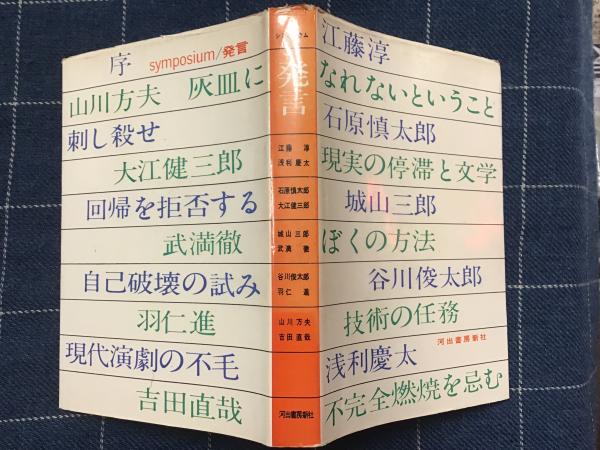 序 symposium/発言
山川方夫 灰皿に
刺し殺せ
大江健三郎
回帰を拒否する
武満徹
自己破壊の試み
羽仁進
現代演劇の不毛
吉田直哉
シンポジウム
発言
江藤 淳
浅利慶太
石原慎太郎
大江健三郎
城山三郎
武満 徹
谷川俊太郎
羽仁 進
山川方夫
吉田直哉
河出書房新社
江藤淳
なれないということ
石原慎太郎
現実の停滞と文学
城山三郎
ぼくの方法
谷川俊太郎
技術の任務
河出書房新社
浅利慶太
不完全燃焼を忌む